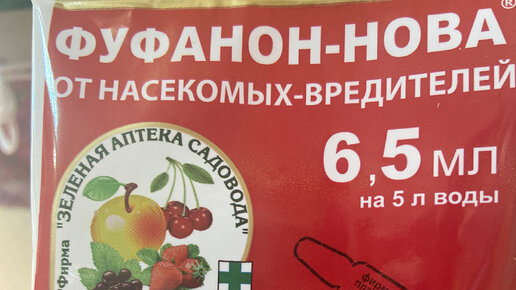 ФУФАНОН-НОВА®
ОТ НАСЕКОМЫХ-ВРЕДИТЕЛЕЙ
6,5 МЛ
на 5 л воды
Фирма "ЗЕЛЕНАЯ АПТЕКА САДОВОДА"